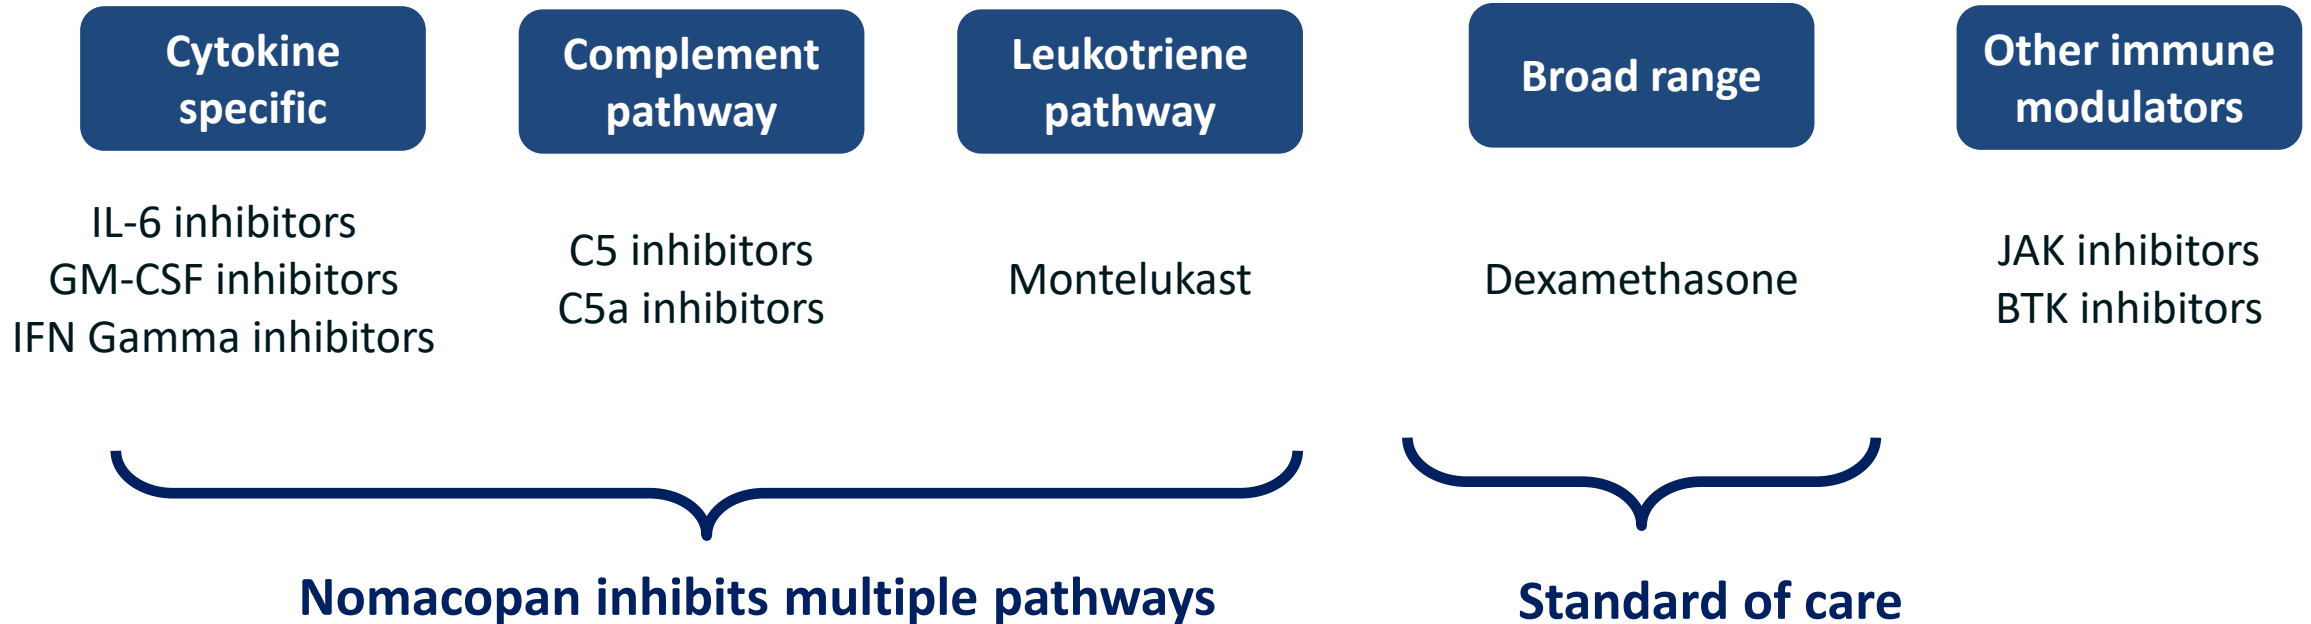 Cytokine
specific
Complement
pathway
Leukotriene
pathway
Broad range
Other immune
modulators
IL-6 inhibitors
GM-CSF inhibitors
IFN Gamma inhibitors
C5 inhibitors
C5a inhibitors
Montelukast
Dexamethasone
JAK inhibitors
BTK inhibitors
Nomacopan inhibits multiple pathways
Standard of care